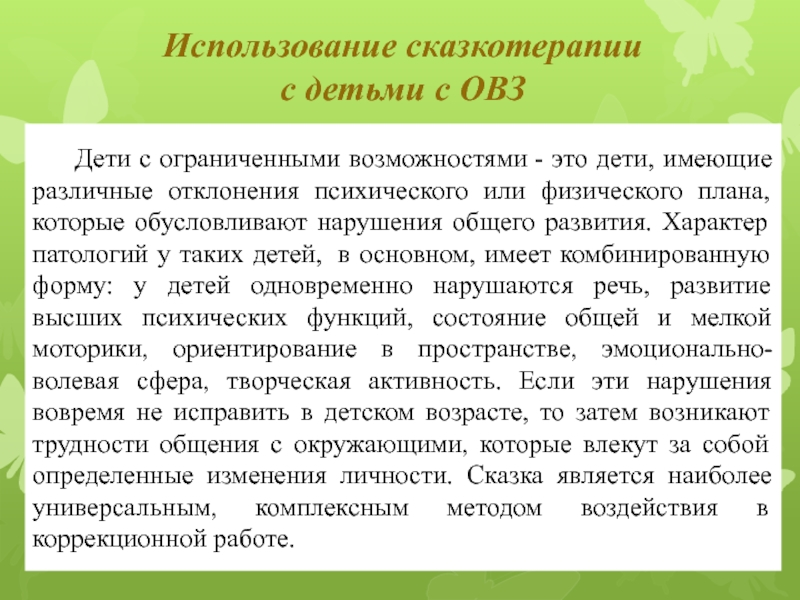 Использование сказкотерапии
с детьми с ОВЗ
Дети с ограниченными возможностями - это дети, имеющие
различные отклонения психического или физического плана,
которые обусловливают нарушения общего развития. Характер
патологий у таких детей, в основном, имеет комбинированную
форму: у детей одновременно нарушаются речь, развитие
высших психических функций, состояние общей и мелкой
моторики, ориентирование в пространстве, эмоционально-
волевая сфера, творческая активность. Если эти нарушения
вовремя не исправить в детском возрасте, то затем возникают
трудности общения с окружающими, которые влекут за собой
определенные изменения личности. Сказка является наиболее
универсальным, комплексным методом воздействия в
коррекционной работе.